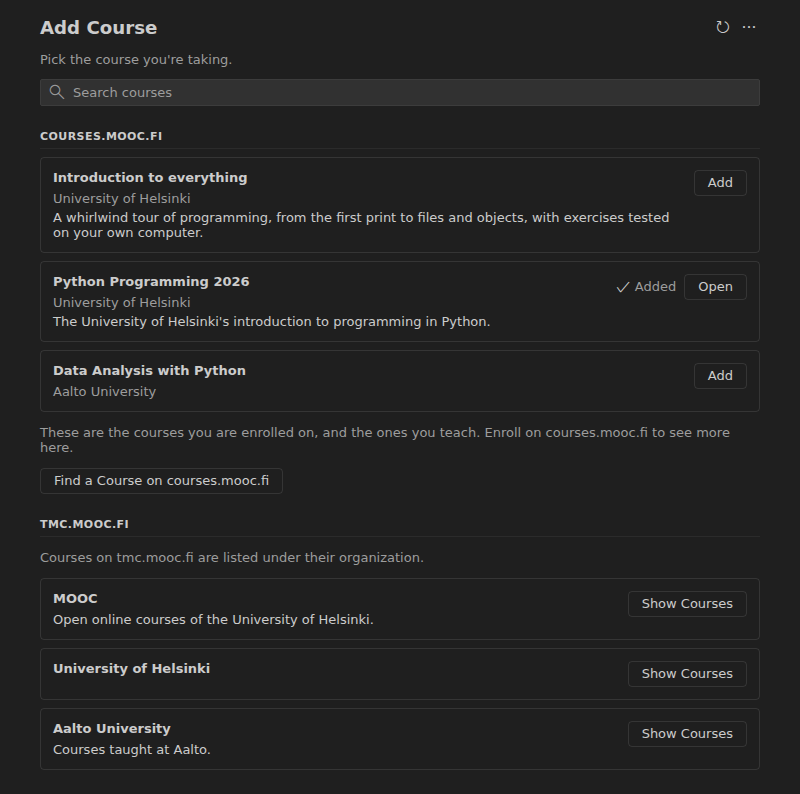 Add Course
Pick the course you're taking.
Search courses
COURSES.MOOC.FI
Introduction to everything
Add
University of Helsinki
A whirlwind tour of programming, from the first print to files and objects, with exercises tested
on your own computer.
Python Programming 2026
Added
Open
University of Helsinki
The University of Helsinki's introduction to programming in Python.
Data Analysis with Python
Add
Aalto University
These are the courses you are enrolled on, and the ones you teach. Enroll on courses.mooc.fi to see more
here.
Find a Course on courses.mooc.fi
TMC.MOOC.FI
Courses on tmc.mooc.fi are listed under their organization.
MOOC
Show Courses
Open online courses of the University of Helsinki.
University of Helsinki
Show Courses
Aalto University
Show Courses
Courses taught at Aalto.